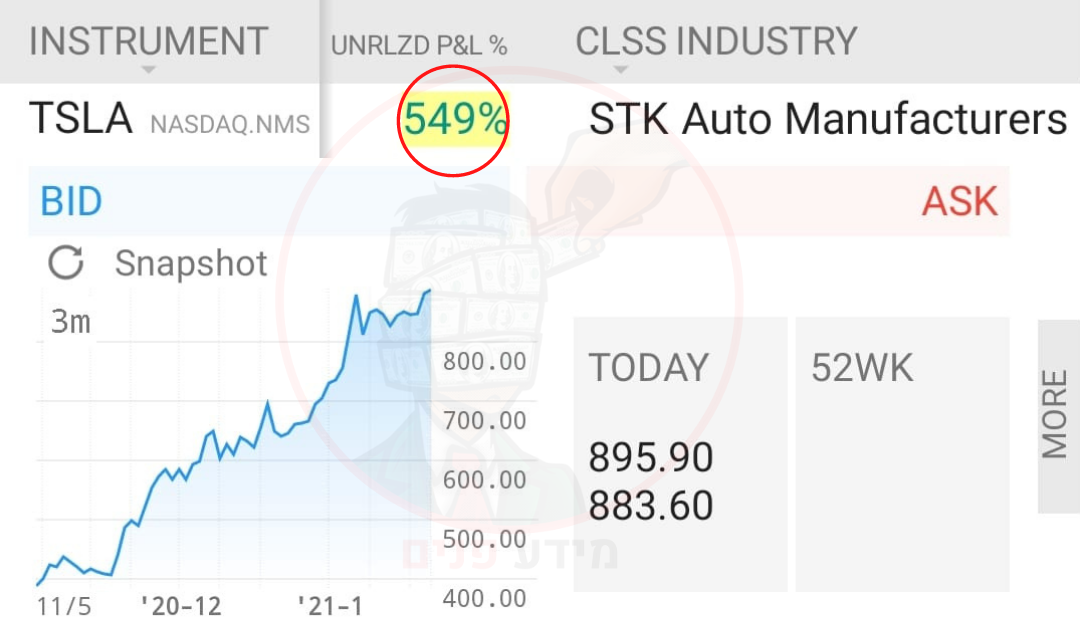 INSTRUMENT UNRLZD P&L % CLSS INDUSTRY
TSLA NASDAQ.NMS 549% STK Auto Manufacturers
BID ASK
Snapshot
3m
TODAY 52WK
800.00
700.00
600.00
500.00
400.00
895.90
883.60
MORE
מידע פנים
11/5 '20-12 '21-1